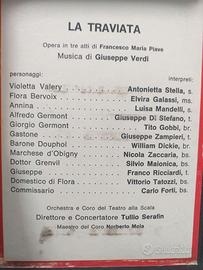 LA TRAVIATA
Opera in tre atti di Francesco Maria Piave
Musica di Giuseppe Verdi
personaggi: interpreti:
Violetta Valery Antonietta Stella, s.
Flora Bervoix Elvira Galassi, ms.
Annina Luisa Mandelli, s.
Alfredo Germont Giuseppe Di Stefano, t.
Giorgio Germont Tito Gobbi, br.
Gastone Giuseppe Zampieri, t.
Barone Douphol William Dickie, br.
Marchese d'Obigny Nicola Zaccaria, bs.
Dottor Grenvil Silvio Maionica, bs.
Giuseppe Franco Ricciardi, t.
Domestico di Flora Vittorio Tatozzi, bs.
Commissario Carlo Forti, bs.
Orchestra e Coro del Teatro alla Scala
Direttore e Concertatore Tullio Serafin
Maestro del Coro Norberto Mola
subito